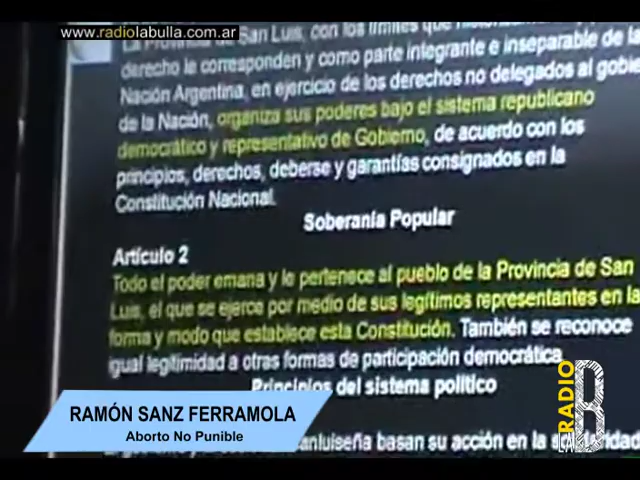 www.radiolabulla.com.ar
La Provincia de San Luis, con los límites que
derecho le corresponden y como parte integrante e inseparable de la
Nación Argentina, en ejercicio de los derechos no delegados al
de la Nación, organiza sus poderes bajo el sistema republicano
democrático y representativo de Gobierno, de acuerdo con los
principios, derechos, deberse y garantías consignados en la
Constitución Nacional.
Soberanía Popular
Artículo 2
Todo el poder emana y le pertenece al pueblo de la Provincia de San
Luis, el que se ejerce por medio de sus legítimos representantes en la
forma y modo que establece esta Constitución. También se reconoce
igual legitimidad a otras formas de participación democrática
Principios del sistema político
basan su acción en la
RAMÓN SANZ FERRAMOLA
Aborto No Punible
LA RADIO
B